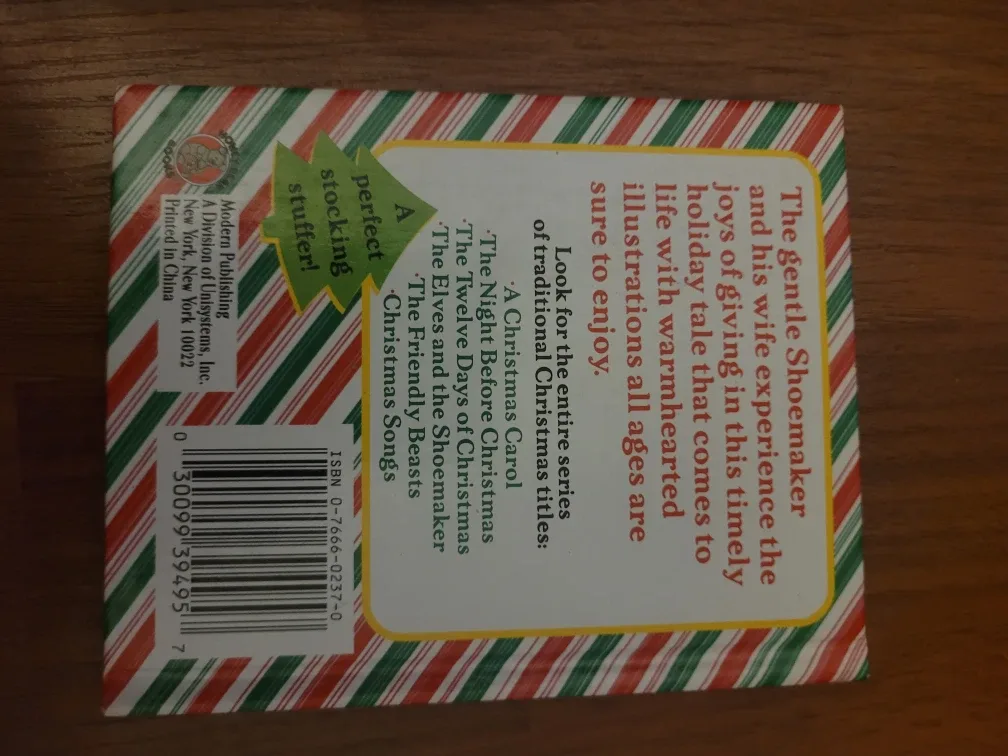 The gentle Shoemaker
and his wife experience the
joys of giving in this timely
holiday tale that comes to
life with warmhearted
illustrations all ages are
sure to enjoy.
Look for the entire series
of traditional Christmas titles:
·A Christmas Carol
·The Night Before Christmas
·The Twelve Days of Christmas
·The Elves and the Shoemaker
·The Friendly Beasts
·Christmas Songs
A
perfect
stocking
stuffer!
BOOKS
Modern Publishing
A Division of Unisystems, Inc.
New York, New York 10022
Printed in China
ISBN 0-7666-0237-0
0 30099 39495 7